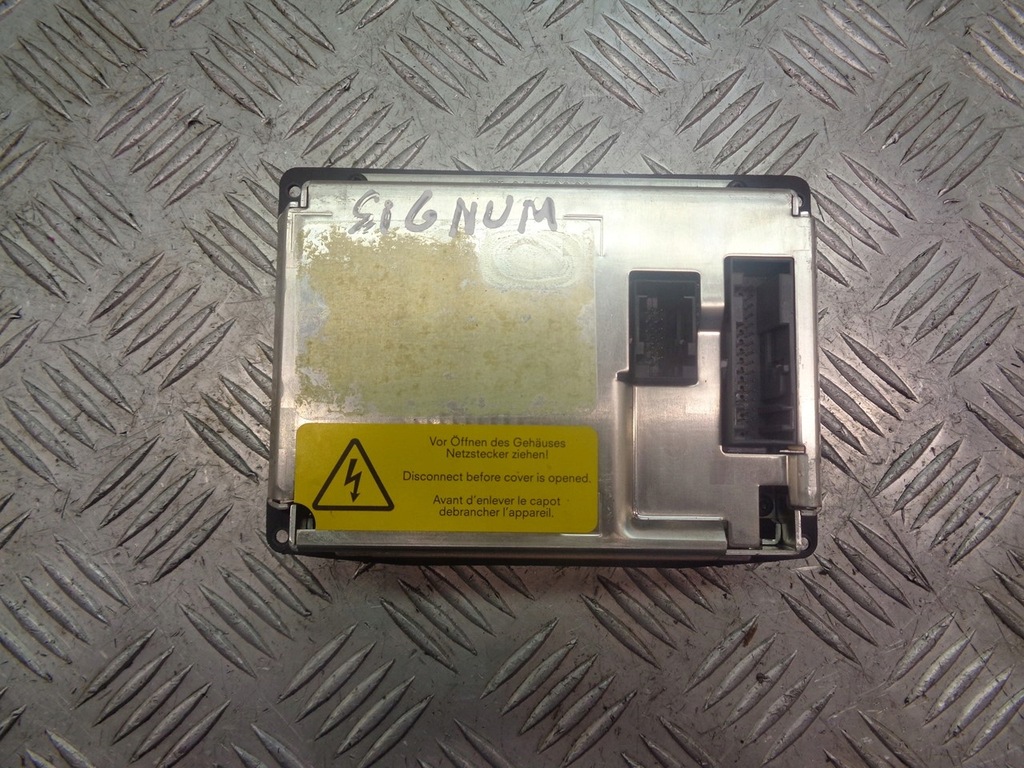 SIGNUM
Vor Öffnen des Gehäuses
Netzstecker ziehen!
Disconnect before cover is opened.
Avant d'enlever le capot
debrancher l'appareil.